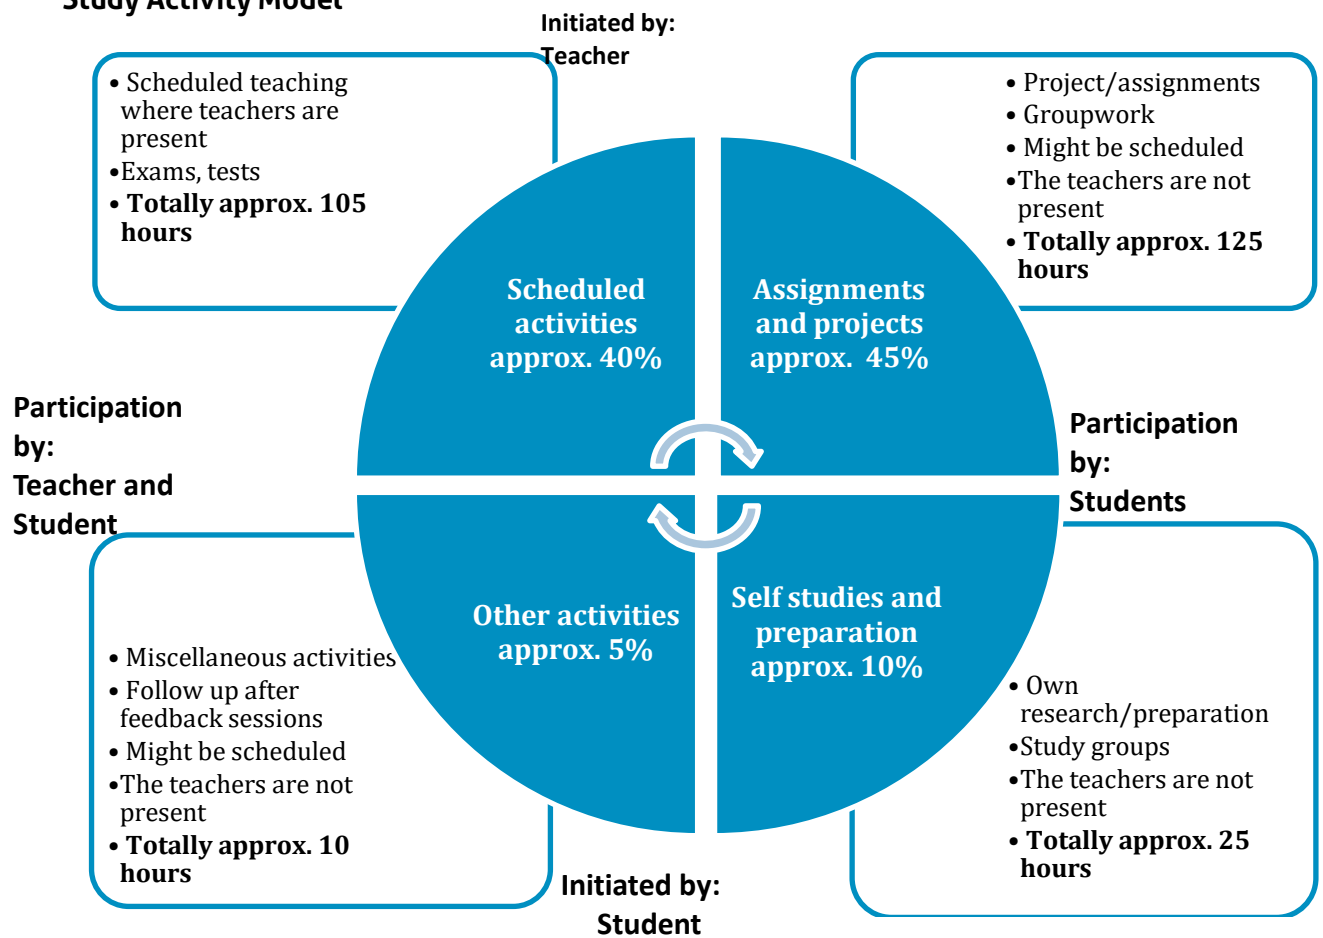 Study Activity Model
Initiated by:
Teacher
• Scheduled teaching
where teachers are
present
•Exams, tests
• Totally approx. 105
hours
• Project/assignments
• Groupwork
• Might be scheduled
•The teachers are not
present
• Totally approx. 125
hours
Scheduled
activities
approx. 40%
Assignments
and projects
approx. 45%
Participation
by:
Teacher and
Student
Participation
by:
Students
Other activities
approx. 5%
Self studies and
preparation
approx. 10%
• Miscellaneous activities
• Follow up after
feedback sessions
• Might be scheduled
•The teachers are not
present
• Totally approx. 10
hours
• Own
research/preparation
•Study groups
•The teachers are not
present
• Totally approx. 25
hours
Initiated by:
Student